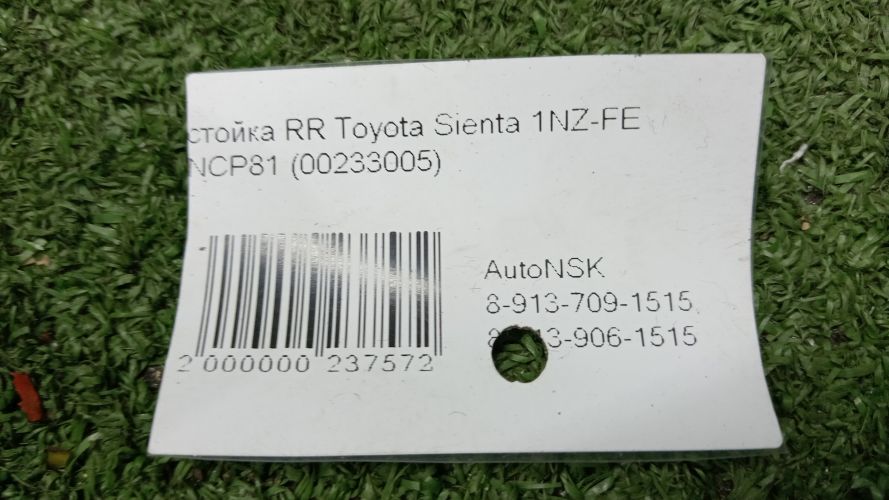 стойка RR Toyota Sienta 1NZ-FE
NCP81 (00233005)
AutoNSK
8-913-709-1515
13-906-1515
2 000000 237572